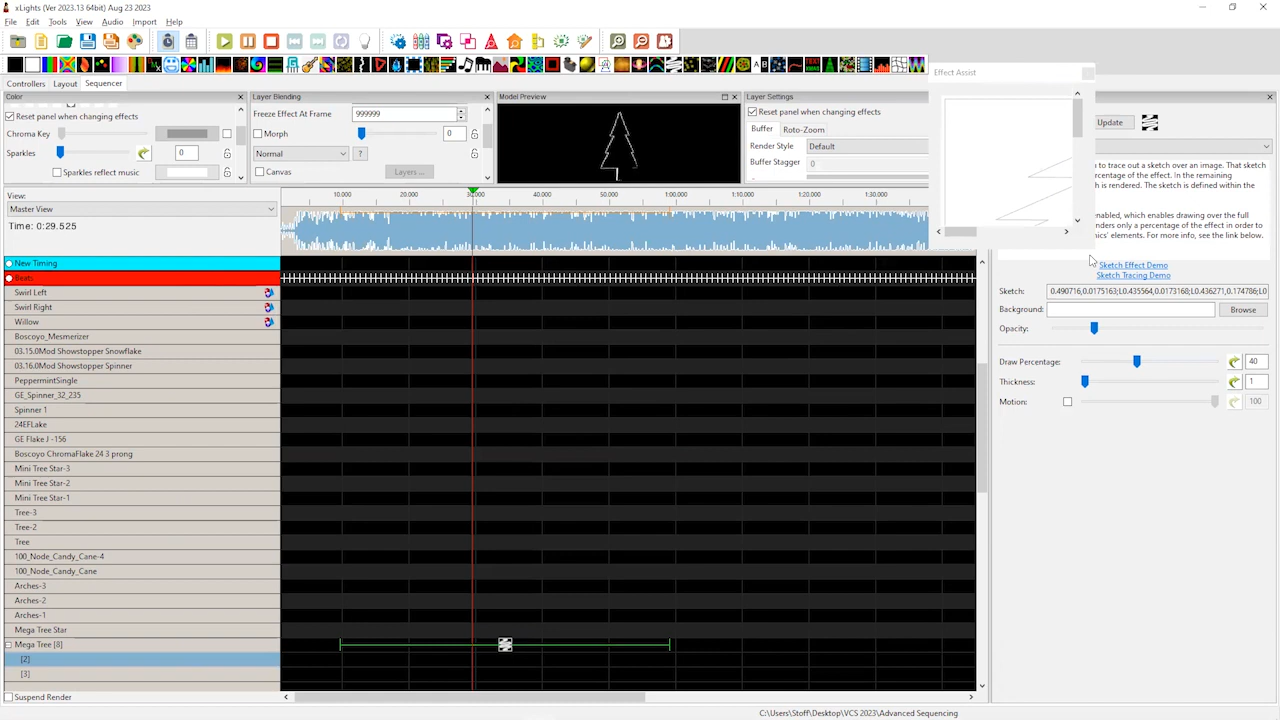 xLights (Ver 2023.13 64bit) Aug 23 2023
File Edit Tools View Audio Import Help
Effect Assist
Controllers Layout Sequencer
Color
Reset panel when changing effects
Chroma Key
Sparkles 0
Sparkles reflect music
Layer Blending
Freeze Effect At Frame 999999
Morph 0
Normal ?
Canvas Layers ...
Model Preview
Layer Settings
Reset panel when changing effects
Buffer Roto-Zoom
Render Style Default
Buffer Stagger 0
Update
to trace out a sketch over an image. That sketch
percentage of the effect. In the remaining
is rendered. The sketch is defined within the
enabled, which enables drawing over the full
renders only a percentage of the effect in order to
elements. For more info, see the link below.
Sketch Effect Demo
Sketch Tracing Demo
Sketch: 0.490716,0.0175163;L0.435564,0.0173168;L0.436271,0.174786;L0
Background: Browse
Opacity:
Draw Percentage: 40
Thickness: 1
Motion: 100
View:
Master View
Time: 0:29.525
10.000 20.000 30.000 40.000 50.000 1:00.000 1:10.000 1:20.000 1:30.000
New Timing
Beats
Swirl Left
Swirl Right
Willow
Boscoyo_Mesmerizer
03.15.0Mod Showstopper Snowflake
03.16.0Mod Showstopper Spinner
PeppermintSingle
GE_Spinner_32_235
Spinner 1
24EFLake
GE Flake J -156
Boscoyo ChromaFlake 24 3 prong
Mini Tree Star-3
Mini Tree Star-2
Mini Tree Star-1
Tree-3
Tree-2
Tree
100_Node_Candy_Cane-4
100_Node_Candy_Cane
Arches-3
Arches-2
Arches-1
Mega Tree Star
Mega Tree [8]
[2]
[3]
Suspend Render
C:\Users\Stoff\Desktop\VCS 2023\Advanced Sequencing